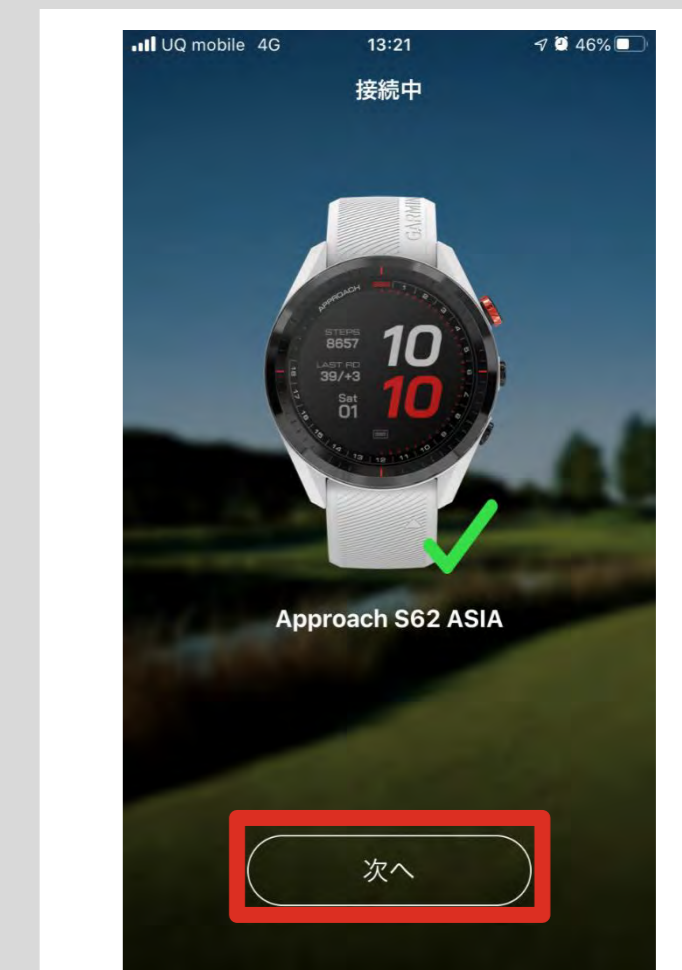 UQ mobile 4G 13:21 46%
接続中
GARMIN
APPROACH
STEPS
8657
LAST RD
39/+3
Sat
01
10
10
Approach S62 ASIA
次へ